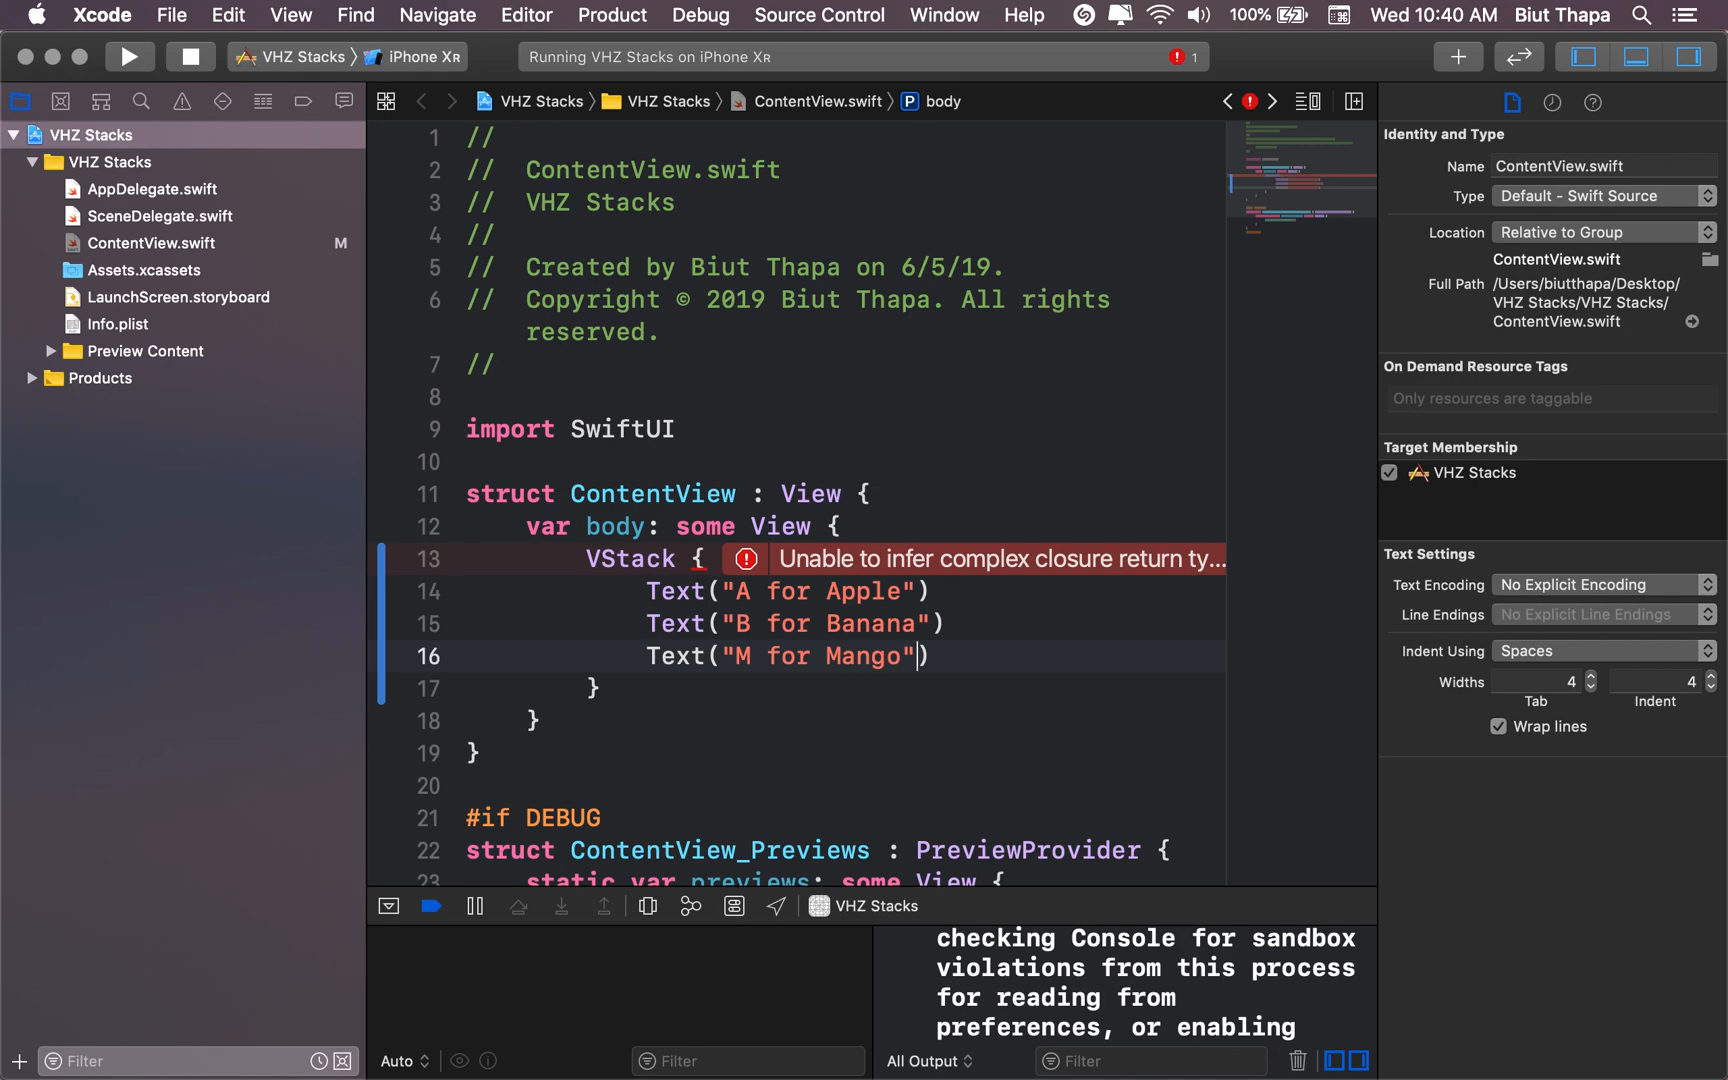 Xcode File Edit View Find Navigate Editor Product Debug Source Control Window Help 100% Wed 10:40 AM Biut Thapa
VHZ Stacks iPhone XR Running VHZ Stacks on iPhone XR 1
VHZ Stacks VHZ Stacks ContentView.swift P body
VHZ Stacks
VHZ Stacks
AppDelegate.swift
SceneDelegate.swift
ContentView.swift M
Assets.xcassets
LaunchScreen.storyboard
Info.plist
Preview Content
Products
Filter
1 //
2 // ContentView.swift
3 // VHZ Stacks
4 //
5 // Created by Biut Thapa on 6/5/19.
6 // Copyright © 2019 Biut Thapa. All rights
reserved.
7 //
8
9 import SwiftUI
10
11 struct ContentView : View {
12 var body: some View {
13 VStack { Unable to infer complex closure return ty...
14 Text("A for Apple")
15 Text("B for Banana")
16 Text("M for Mango")
17 }
18 }
19 }
20
21 #if DEBUG
22 struct ContentView_Previews : PreviewProvider {
23 static var previews: some View {
VHZ Stacks
checking Console for sandbox
violations from this process
for reading from
preferences, or enabling
Auto Filter All Output Filter
Identity and Type
Name ContentView.swift
Type Default - Swift Source
Location Relative to Group
ContentView.swift
Full Path /Users/biutthapa/Desktop/
VHZ Stacks/VHZ Stacks/
ContentView.swift
On Demand Resource Tags
Only resources are taggable
Target Membership
VHZ Stacks
Text Settings
Text Encoding No Explicit Encoding
Line Endings No Explicit Line Endings
Indent Using Spaces
Widths 4 4
Tab Indent
Wrap lines